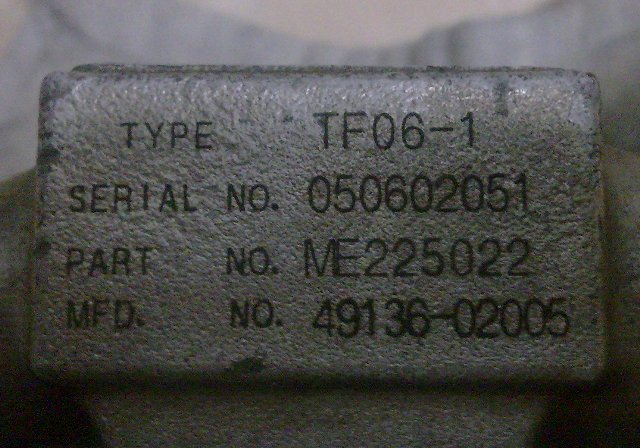 TYPE TF06-1
SERIAL NO. 050602051
PART NO. ME225022
MFD. NO. 49136-02005